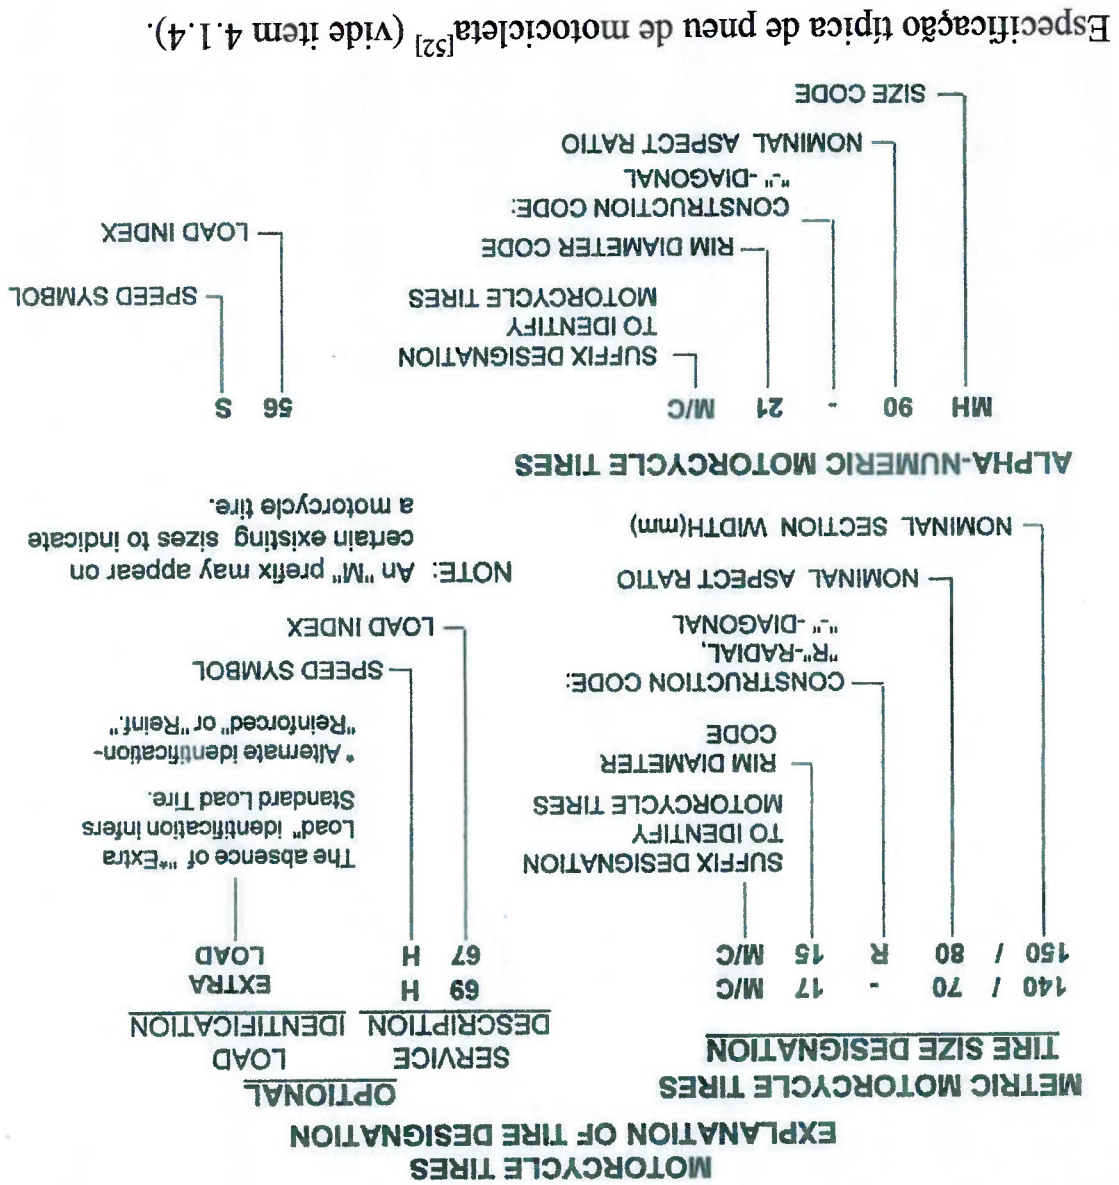 MOTORCYCLE TIRES
EXPLANATION OF TIRE DESIGNATION
METRIC MOTORCYCLE TIRES
TIRE SIZE DESIGNATION
140 / 70 - 17 M/C
150 / 80 R 15 M/C
SUFFIX DESIGNATION
TO IDENTIFY
MOTORCYCLE TIRES
RIM DIAMETER
CODE
CONSTRUCTION CODE:
"R"-RADIAL,
"-" -DIAGONAL
NOMINAL ASPECT RATIO
NOMINAL SECTION WIDTH(mm)
OPTIONAL
SERVICE
DESCRIPTION
LOAD
IDENTIFICATION
69 H
67 H
EXTRA
LOAD
The absence of "*Extra
Load" identification infers
Standard Load Tire.
*Alternate identification-
"Reinforced" or "Reinf."
SPEED SYMBOL
LOAD INDEX
NOTE: An "M" prefix may appear on
certain existing sizes to indicate
a motorcycle tire.
ALPHA-NUMERIC MOTORCYCLE TIRES
MH 90 - 21 M/C 56 S
SUFFIX DESIGNATION
TO IDENTIFY
MOTORCYCLE TIRES
RIM DIAMETER CODE
CONSTRUCTION CODE:
"-" -DIAGONAL
NOMINAL ASPECT RATIO
SIZE CODE
SPEED SYMBOL
LOAD INDEX
Especificação típica de pneu de motocicleta[52] (vide item 4.1.4).